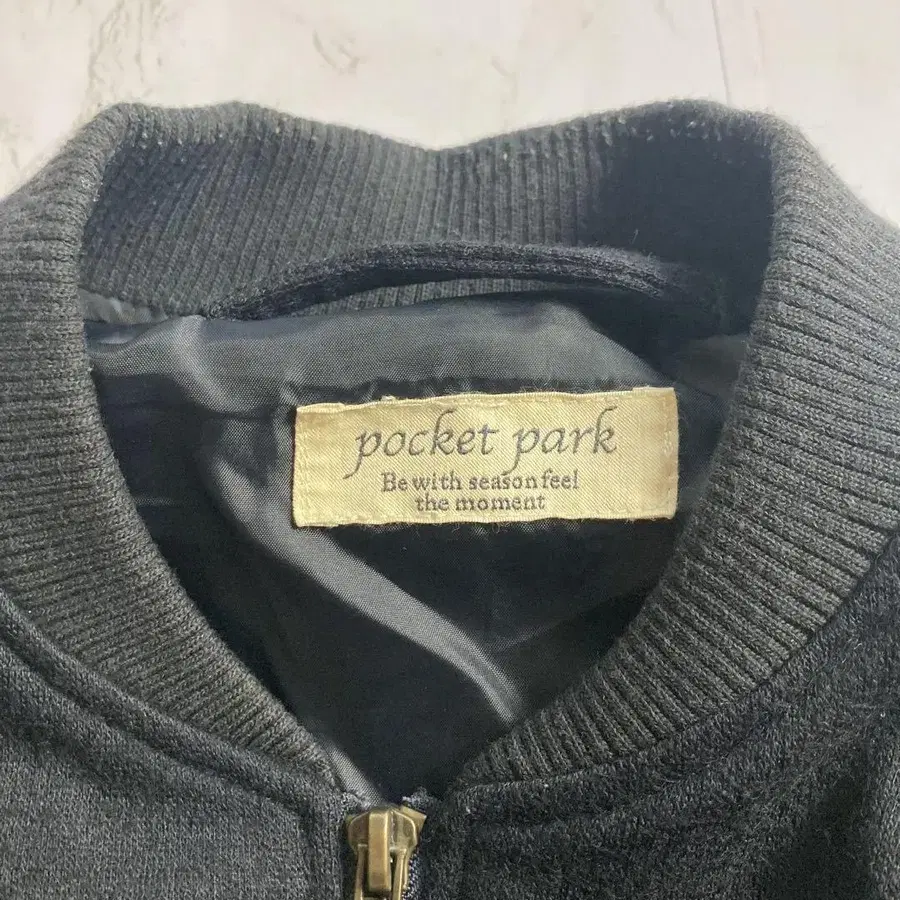 pocket park
Be with season feel
the moment